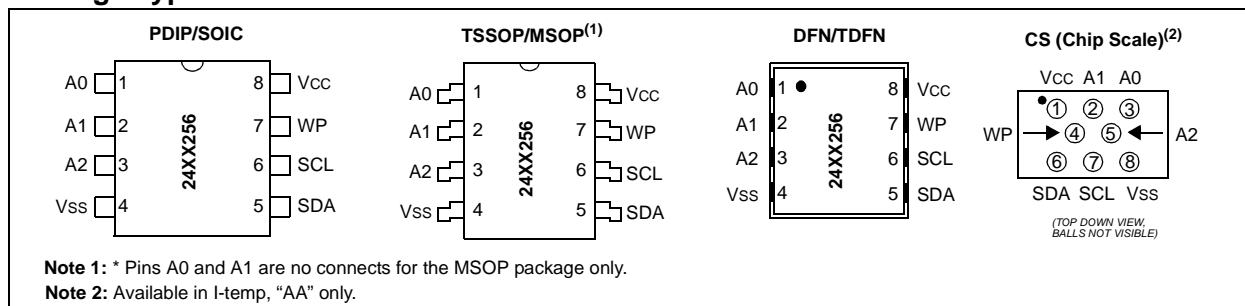 PDIP/SOIC
A0 1 8 VCC
A1 2 7 WP
A2 3 6 SCL
VSS 4 5 SDA
24XX256
TSSOP/MSOP(1)
A0 1 8 VCC
A1 2 7 WP
A2 3 6 SCL
VSS 4 5 SDA
24XX256
DFN/TDFN
A0 1 8 VCC
A1 2 7 WP
A2 3 6 SCL
VSS 4 5 SDA
24XX256
CS (Chip Scale)(2)
VCC A1 A0
1 2 3
WP 4 5 A2
6 7 8
SDA SCL VSS
(TOP DOWN VIEW,
BALLS NOT VISIBLE)
Note 1: * Pins A0 and A1 are no connects for the MSOP package only.
Note 2: Available in I-temp, “AA” only.